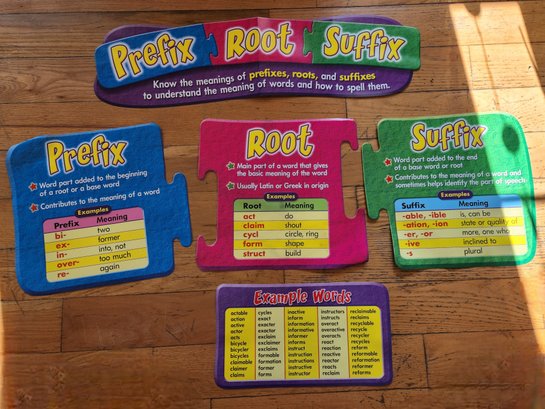 Prefix Root Suffix
Know the meanings of prefixes, roots, and suffixes
to understand the meaning of words and how to spell them.
Prefix
Word part added to the beginning
of a root or a base word
Contributes to the meaning of a word
Examples
Prefix Meaning
bi- two
ex- former
in- into, not
over- too much
re- again
Root
Main part of a word that gives
the basic meaning of the word
Usually Latin or Greek in origin
Examples
Root Meaning
act do
claim shout
cycl circle, ring
form shape
struct build
Suffix
Word part added to the end
of a base word or root
Contributes to the meaning of a word and
sometimes helps identify the part of speech
Examples
Suffix Meaning
-able, -ible is, can be
-ation, -ion state or quality of
-er, -or more, one who
-ive inclined to
-s plural
Example Words
actable cycles inactive instructors reclaimable
action exact inform instructs reclaims
active exacter information overact recyclable
actor exactor informative overactive recycle
acts exclaim informer overacts recycler
bicycle exclaimer informs react recycles
bicycler exclaims instruct reaction reform
bicycles formable instruction reactive reformable
claimable formation instructions reactor reformation
claimer former instructive reacts reformer
claims forms instructor reclaim reforms